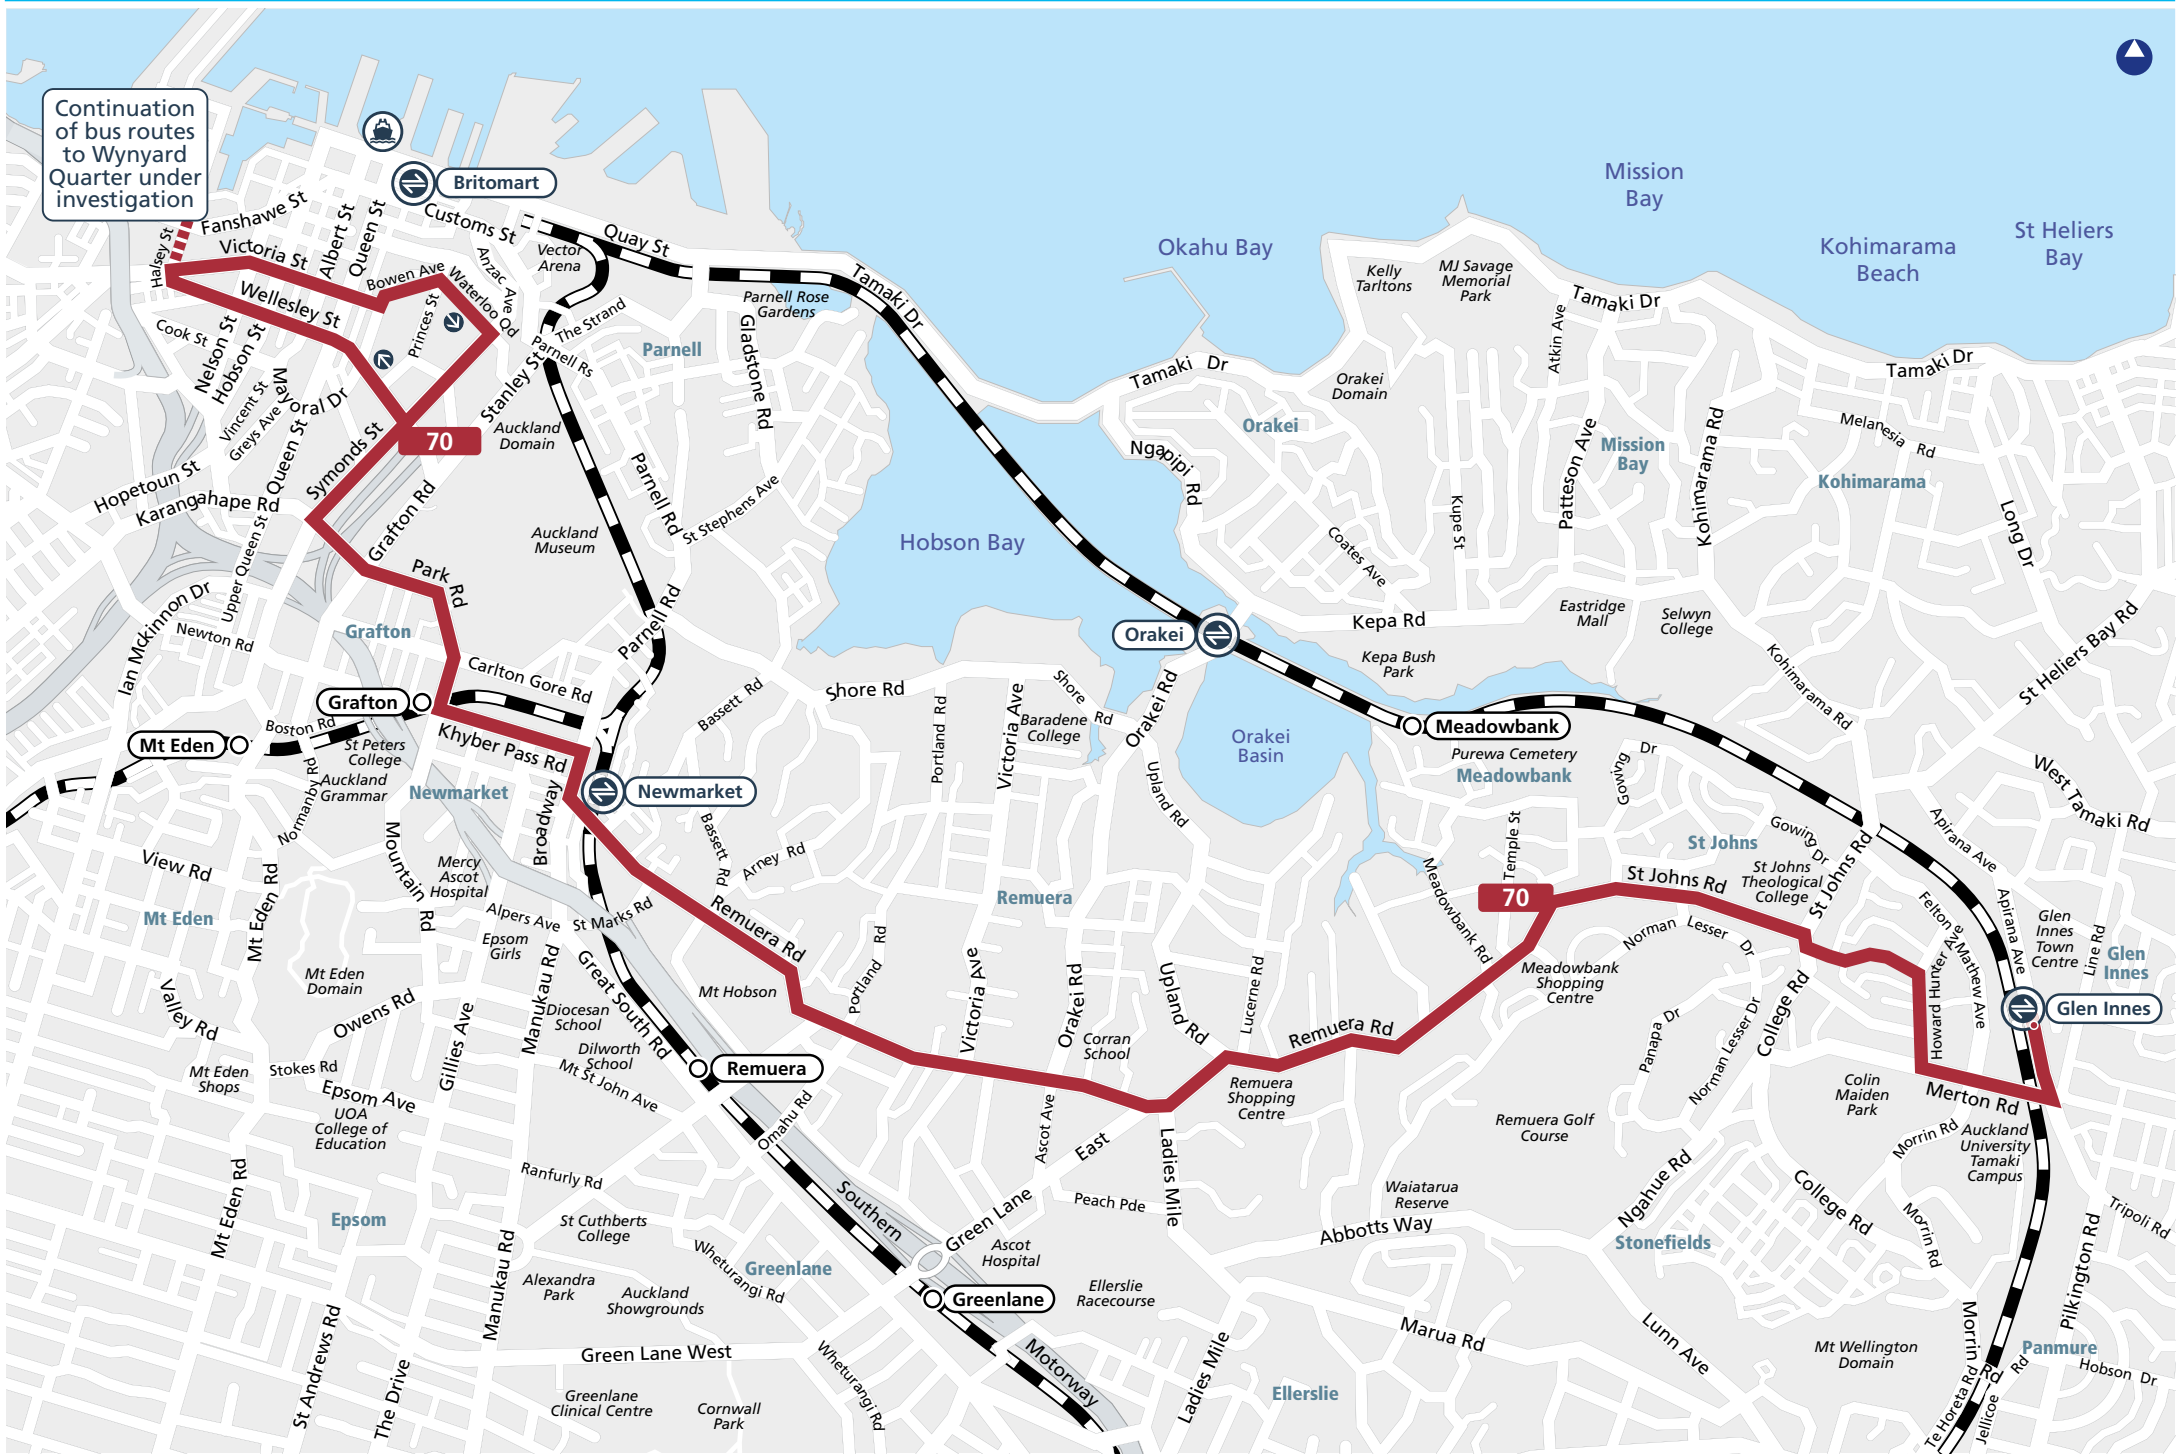 Continuation
of bus routes
to Wynyard
Quarter under
investigation
Britomart
Mission
Bay
Okahu Bay
Kohimarama
Beach
St Heliers
Bay
Fanshawe St
Halsey St
Victoria St
Albert St
Queen St
Customs St
Quay St
Vector
Arena
Anzac Ave
Bowen Ave
Waterloo Qd
Princes St
Wellesley St
Cook St
Nelson St
Hobson St
Vincent St
Greys Ave
Mayoral Dr
Queen St
The Strand
Parnell Rs
Stanley St
Parnell
Parnell Rose
Gardens
Gladstone Rd
Tamaki Dr
Kelly
Tarltons
MJ Savage
Memorial
Park
Tamaki Dr
Atkin Ave
Tamaki Dr
Tamaki Dr
Orakei
Domain
Orakei
Ngapipi Rd
Mission
Bay
Patteson Ave
Kohimarama Rd
Melanesia Rd
Kohimarama
Long Dr
70
Symonds St
Auckland
Domain
Hopetoun St
Karangahape Rd
Grafton Rd
Upper Queen St
Parnell Rd
St Stephens Ave
Auckland
Museum
Hobson Bay
Kupe St
Coates Ave
Park Rd
Ian Mckinnon Dr
Newton Rd
Grafton
Parnell Rd
Carlton Gore Rd
Orakei
Kepa Rd
Eastridge
Mall
Selwyn
College
Kepa Bush
Park
Kohimarama Rd
St Heliers Bay Rd
Grafton
Mt Eden
Boston Rd
St Peters
College
Khyber Pass Rd
Bassett Rd
Shore Rd
Shore Rd
Portland Rd
Victoria Ave
Baradene
College
Orakei Rd
Orakei
Basin
Meadowbank
Purewa Cemetery
Meadowbank
Gowing Dr
West Tamaki Rd
Auckland
Grammar
Normanby Rd
Newmarket
Newmarket
Broadway
Mountain Rd
Mercy
Ascot
Hospital
Bassett Rd
Arney Rd
Upland Rd
Temple St
Meadowbank Rd
St Johns
Gowing Dr
St Johns Rd
Apirana Ave
View Rd
Mt Eden
Mt Eden Rd
Alpers Ave
St Marks Rd
Epsom
Girls
Remuera Rd
Remuera
70
St Johns Rd
St Johns
Theological
College
Felton Mathew Ave
Apirana Ave
Glen
Innes
Town
Centre
Line Rd
Glen
Innes
Mt Eden
Domain
Valley Rd
Owens Rd
Gillies Ave
Manukau Rd
Great South Rd
Diocesan
School
Dilworth
School
Mt St John Ave
Mt Hobson
Portland Rd
Victoria Ave
Orakei Rd
Corran
School
Upland Rd
Lucerne Rd
Remuera Rd
Meadowbank
Shopping
Centre
Norman Lesser Dr
Panapa Dr
Norman Lesser Dr
College Rd
Howard Hunter Ave
Glen Innes
Mt Eden
Shops
Stokes Rd
Epsom Ave
UOA
College of
Education
Remuera
Omahu Rd
Remuera
Shopping
Centre
Remuera Golf
Course
Colin
Maiden
Park
Merton Rd
Morrin Rd
Auckland
University
Tamaki
Campus
Mt Eden Rd
Epsom
Ranfurly Rd
St Cuthberts
College
Manukau Rd
Southern
Green Lane East
Ascot Ave
Peach Pde
Ladies Mile
Ascot
Hospital
Waiatarua
Reserve
Abbotts Way
Ngahue Rd
Stonefields
College Rd
Morrin Rd
Tripoli Rd
Pilkington Rd
Alexandra
Park
Auckland
Showgrounds
Wheturangi Rd
Greenlane
Greenlane
Ellerslie
Racecourse
St Andrews Rd
The Drive
Green Lane West
Greenlane
Clinical Centre
Cornwall
Park
Wheturangi Rd
Motorway
Ladies Mile
Ellerslie
Marua Rd
Lunn Ave
Mt Wellington
Domain
Morrin Rd
Te Horeta Rd
Jellicoe Rd
Panmure
Hobson Dr